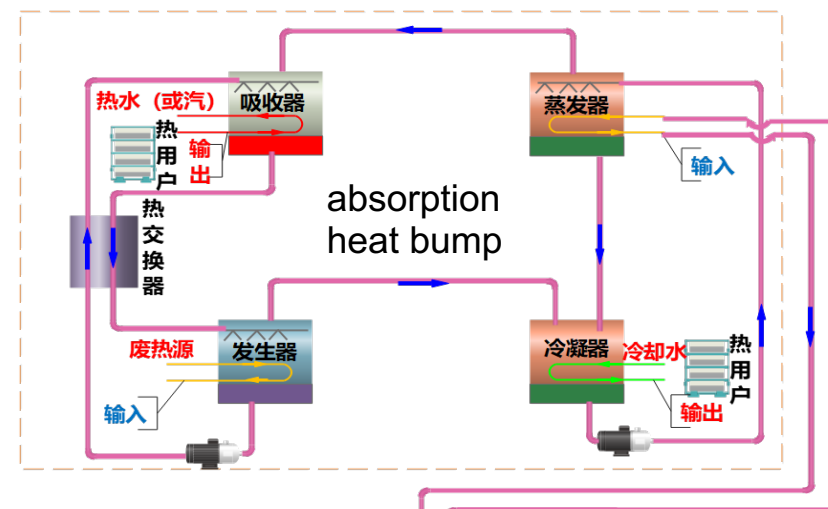 热水（或汽）
吸收器
蒸发器
热用户
输出
输入
absorption
heat bump
热交换器
废热源
发生器
冷凝器
冷却水
热用户
输入
输出